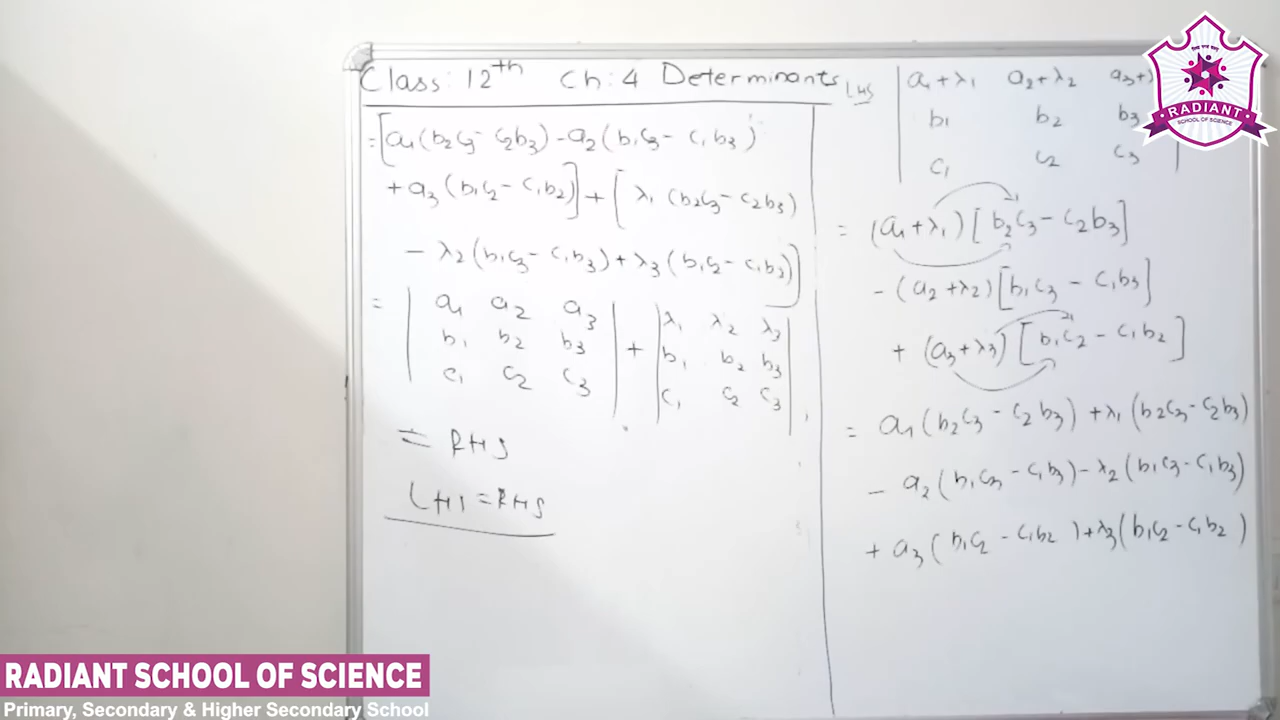 Class: 12th Ch: 4 Determinants
= [a1(b2c3 - c2b3) - a2(b1c3 - c1b3)
+ a3(b1c2 - c1b2)] + [λ1(b2c3 - c2b3)
- λ2(b1c3 - c1b3) + λ3(b1c2 - c1b2)]
= | a1 a2 a3 | + | λ1 λ2 λ3 |
| b1 b2 b3 | | b1 b2 b3 |
| c1 c2 c3 | | c1 c2 c3 |
= RHS
LHS = RHS
LHS | a1+λ1 a2+λ2 a3+
b1 b2 b3
c1 c2 c3 |
= (a1+λ1)[b2c3 - c2b3]
- (a2+λ2)[b1c3 - c1b3]
+ (a3+λ3)[b1c2 - c1b2]
= a1(b2c3 - c2b3) + λ1(b2c3 - c2b3)
- a2(b1c3 - c1b3) - λ2(b1c3 - c1b3)
+ a3(b1c2 - c1b2) + λ3(b1c2 - c1b2)
RADIANT
SCHOOL OF SCIENCE
RADIANT SCHOOL OF SCIENCE
Primary, Secondary & Higher Secondary School